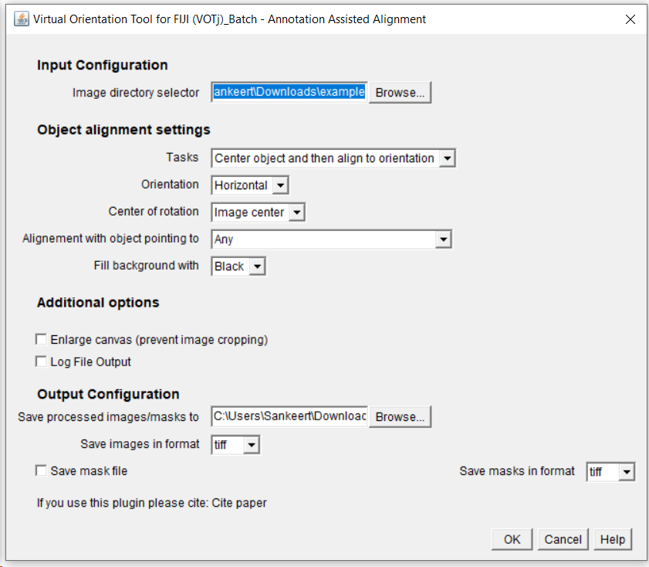 Virtual Orientation Tool for FIJI (VOTj)_Batch - Annotation Assisted Alignment
Input Configuration
Image directory selector ankeert\Downloads\example Browse...
Object alignment settings
Tasks Center object and then align to orientation
Orientation Horizontal
Center of rotation Image center
Alignement with object pointing to Any
Fill background with Black
Additional options
Enlarge canvas (prevent image cropping)
Log File Output
Output Configuration
Save processed images/masks to C:\Users\Sankeert\Downloac Browse...
Save images in format tiff
Save mask file Save masks in format tiff
If you use this plugin please cite: Cite paper
OK Cancel Help